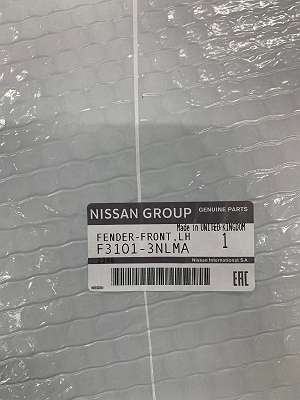 NISSAN GROUP GENUINE PARTS
Made in UNITED KINGDOM
FENDER-FRONT,LH 1
F3101-3NLMA
Nissan International S.A.
EAC